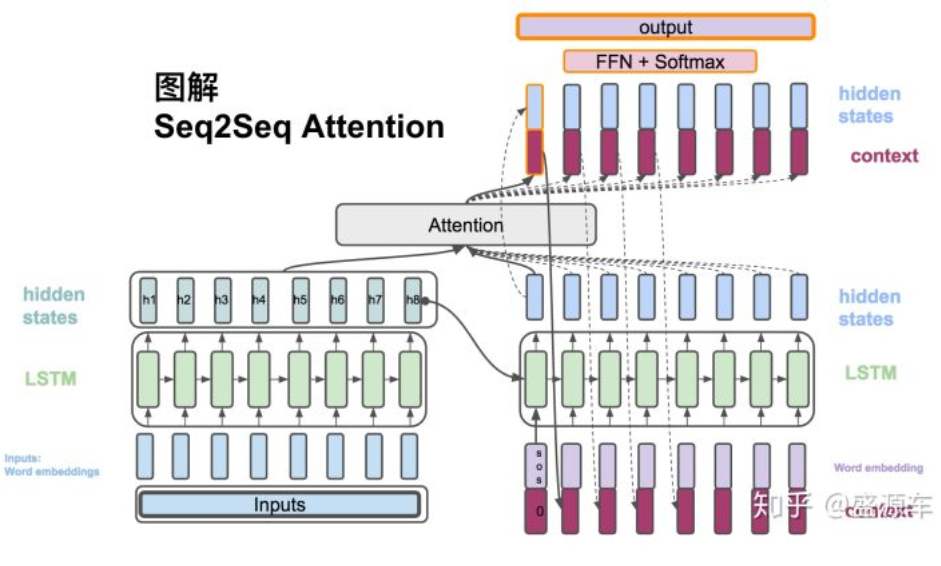 output
FFN + Softmax
图解
Seq2Seq Attention
hidden
states
context
Attention
hidden
states
h1 h2 h3 h4 h5 h6 h7 h8
hidden
states
LSTM
LSTM
Inputs:
Word embeddings
s
o
s
Word embedding
Inputs
0
context
知乎 @盛源车